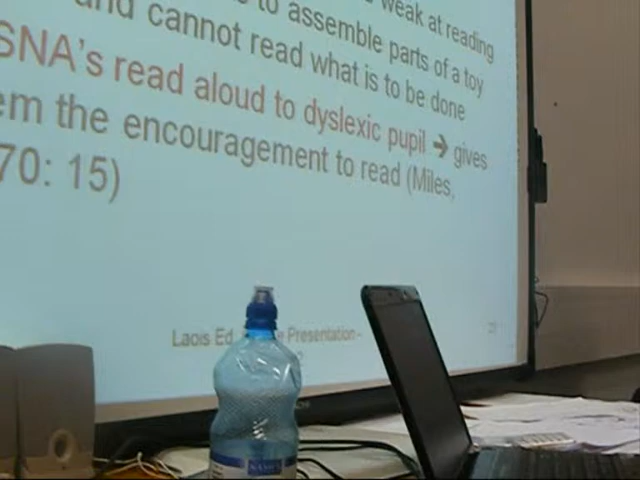 weak at reading
to assemble parts of a toy
and cannot read what is to be done
SNA's read aloud to dyslexic pupil → gives
em the encouragement to read (Miles,
70: 15)
Laois Ed. e Presentation -